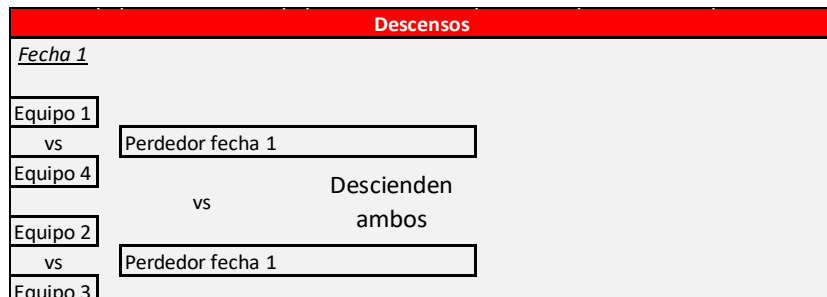 Descensos
Fecha 1
Equipo 1
vs
Perdedor fecha 1
Equipo 4
vs
Descienden
ambos
Equipo 2
vs
Perdedor fecha 1
Equipo 3